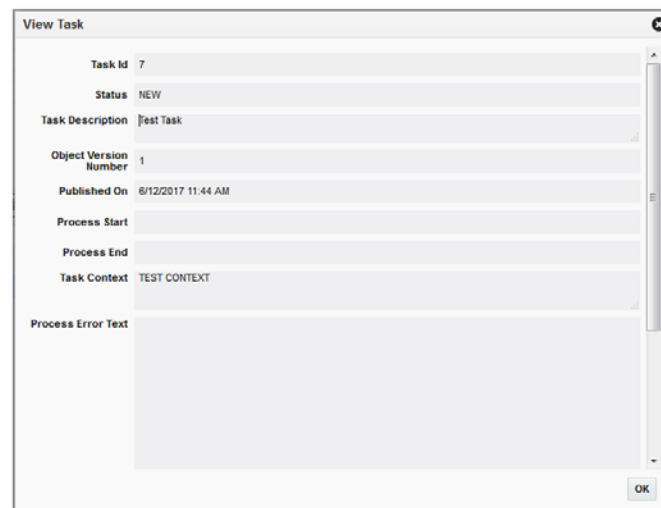 View Task
Task Id 7
Status NEW
Task Description Test Task
Object Version
Number 1
Published On 6/12/2017 11:44 AM
Process Start
Process End
Task Context TEST CONTEXT
Process Error Text
OK